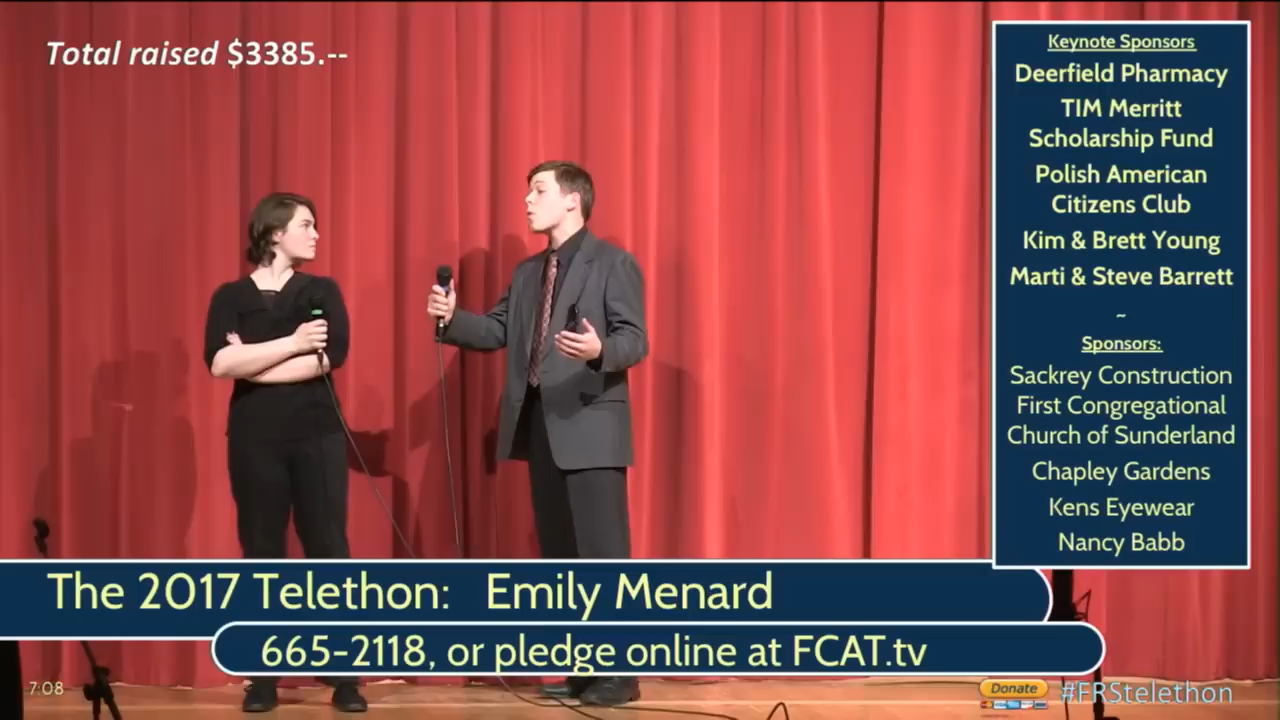 Total raised $3385.--
Keynote Sponsors
Deerfield Pharmacy
TIM Merritt
Scholarship Fund
Polish American
Citizens Club
Kim & Brett Young
Marti & Steve Barrett
~
Sponsors:
Sackrey Construction
First Congregational
Church of Sunderland
Chapley Gardens
Kens Eyewear
Nancy Babb
The 2017 Telethon: Emily Menard
665-2118, or pledge online at FCAT.tv
7:08
Donate
#FRStelethon